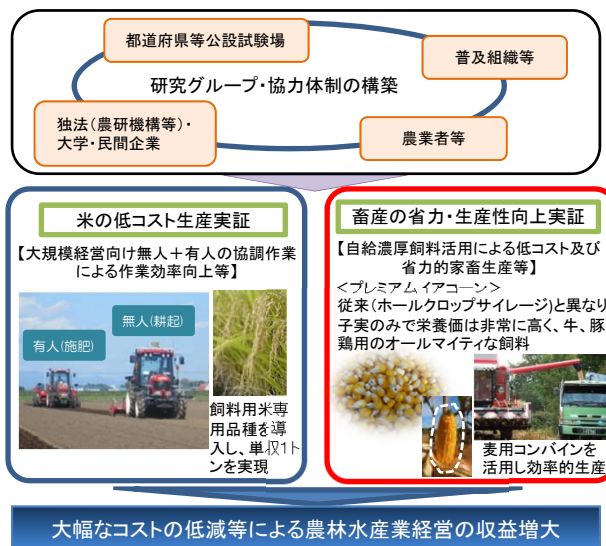 都道府県等公設試験場
普及組織等
研究グループ・協力体制の構築
独法(農研機構等)・
大学・民間企業
農業者等
米の低コスト生産実証
【大規模経営向け無人+有人の協調作業
による作業効率向上等】
無人(耕起)
有人(施肥)
飼料用米専
用品種を導
入し、単収1ト
ンを実現
畜産の省力・生産性向上実証
【自給濃厚飼料活用による低コスト及び
省力的家畜生産等】
<プレミアムイアコーン>
従来(ホールクロップサイレージ)と異なり
子実のみで栄養価は非常に高く、牛、豚
鶏用のオールマイティな飼料
麦用コンバインを
活用し効率的生産
大幅なコストの低減等による農林水産業経営の収益増大